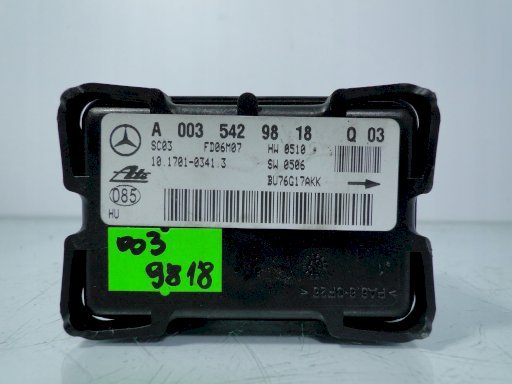 A 003 542 98 18 Q 03
SC03 FD06M07 HW 0510
10.1701-0341.3 SW 0506
Ate BU76G17AKK
085
HU
003
9818